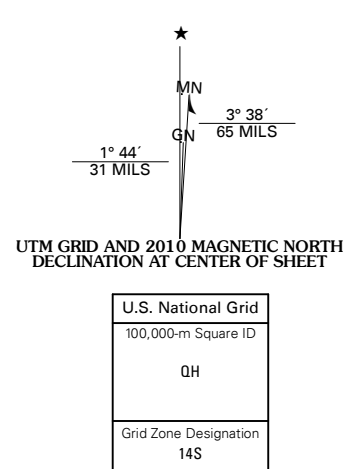 ★
MN
3° 38´
65 MILS
GN
1° 44´
31 MILS
UTM GRID AND 2010 MAGNETIC NORTH
DECLINATION AT CENTER OF SHEET
U.S. National Grid
100,000-m Square ID
QH
Grid Zone Designation
14S